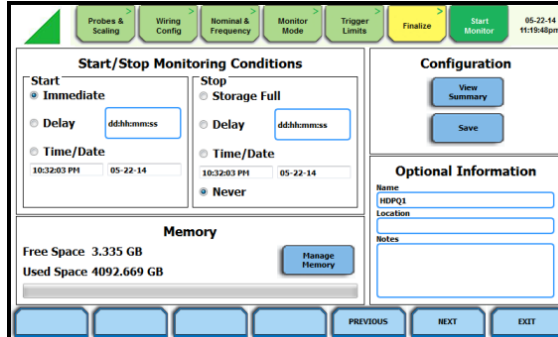 Probes &
Scaling
>
Wiring
Config
>
Nominal &
Frequency
>
Monitor
Mode
>
Trigger
Limits
>
Finalize
>
Start
Monitor
05-22-14
11:19:48pm
Start/Stop Monitoring Conditions
Start
Immediate
Delay
dd:hh:mm:ss
Time/Date
10:32:03 PM
05-22-14
Stop
Storage Full
Delay
dd:hh:mm:ss
Time/Date
10:32:03 PM
05-22-14
Never
Configuration
View
Summary
Save
Memory
Free Space 3.335 GB
Used Space 4092.669 GB
Manage
Memory
Optional Information
Name
HDPQ1
Location
Notes
PREVIOUS
NEXT
EXIT